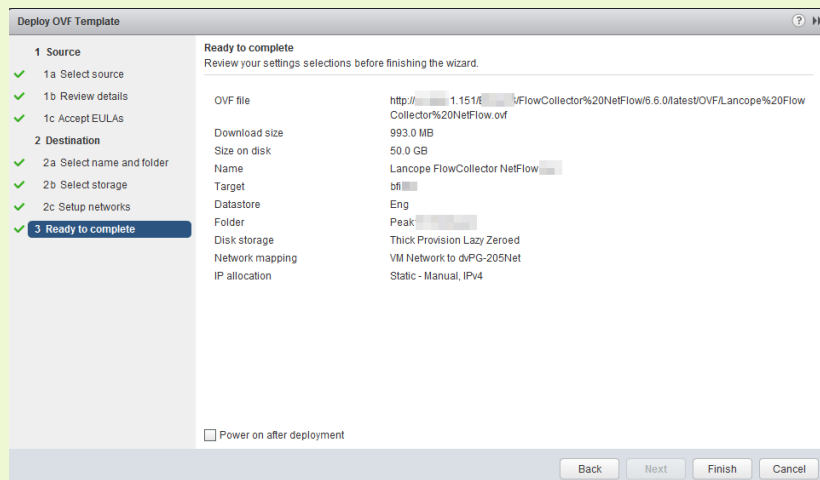 Deploy OVF Template
?
1 Source
1a Select source
1b Review details
1c Accept EULAs
2 Destination
2a Select name and folder
2b Select storage
2c Setup networks
3 Ready to complete
Ready to complete
Review your settings selections before finishing the wizard.
OVF file http:// 1.151/ /FlowCollector%20NetFlow/6.6.0/latest/OVF/Lancope%20Flow
Collector%20NetFlow.ovf
Download size 993.0 MB
Size on disk 50.0 GB
Name Lancope FlowCollector NetFlow
Target bfi
Datastore Eng
Folder Peak
Disk storage Thick Provision Lazy Zeroed
Network mapping VM Network to dvPG-205Net
IP allocation Static - Manual, IPv4
Power on after deployment
Back Next Finish Cancel